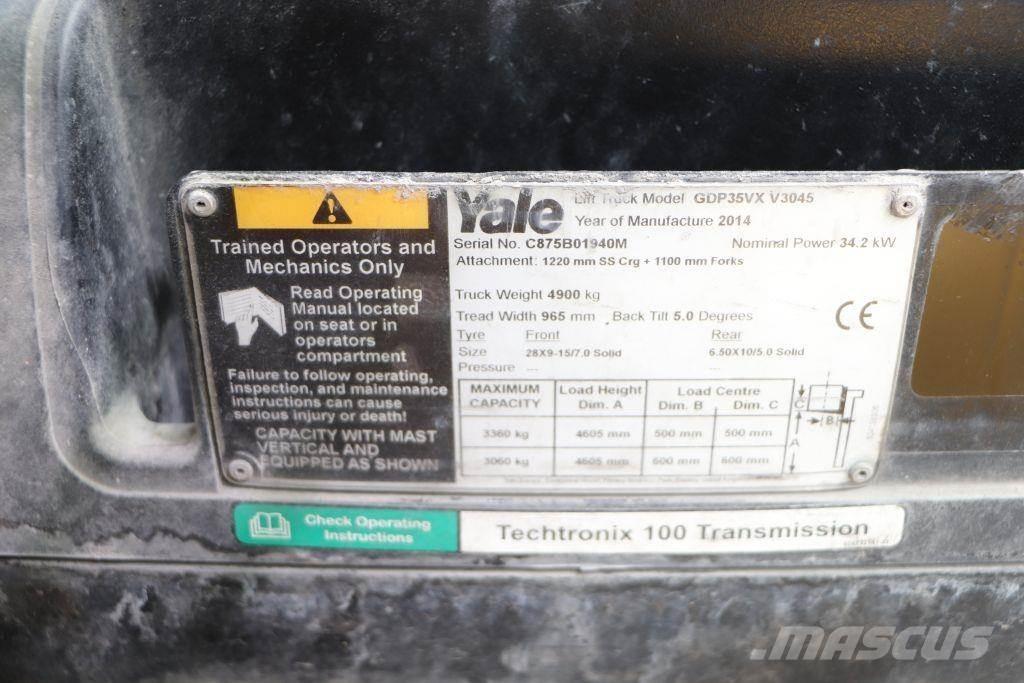 Trained Operators and
Mechanics Only
Read Operating
Manual located
on seat or in
operators
compartment
Failure to follow operating,
inspection, and maintenance
instructions can cause
serious injury or death!
CAPACITY WITH MAST
VERTICAL AND
EQUIPPED AS SHOWN
Yale
Lift Truck Model GDP35VX V3045
Year of Manufacture 2014
Serial No. C875B01940M Nominal Power 34.2 kW
Attachment: 1220 mm SS Crg + 1100 mm Forks
Truck Weight 4900 kg
Tread Width 965 mm Back Tilt 5.0 Degrees
Tyre Front Rear
Size 28X9-15/7.0 Solid 6.50X10/5.0 Solid
Pressure --- ---
CE
MAXIMUM CAPACITY Load Height Dim. A Load Centre Dim. B Dim. C
3360 kg 4605 mm 500 mm 500 mm
3060 kg 4605 mm 600 mm 600 mm
C
B
A
Check Operating
Instructions
Techtronix 100 Transmission
MASCUS